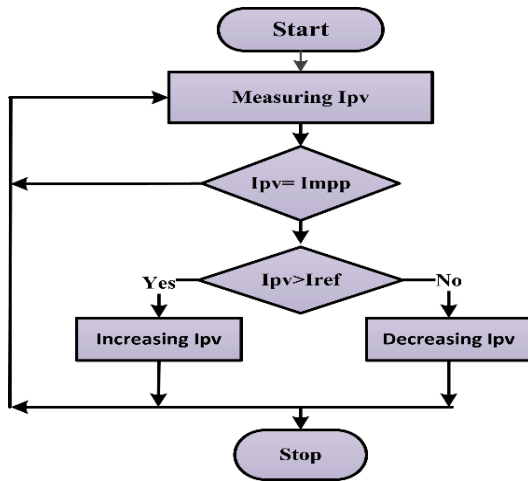 Start
Measuring Ipv
Ipv= Impp
Ipv>Iref
Yes
No
Increasing Ipv
Decreasing Ipv
Stop